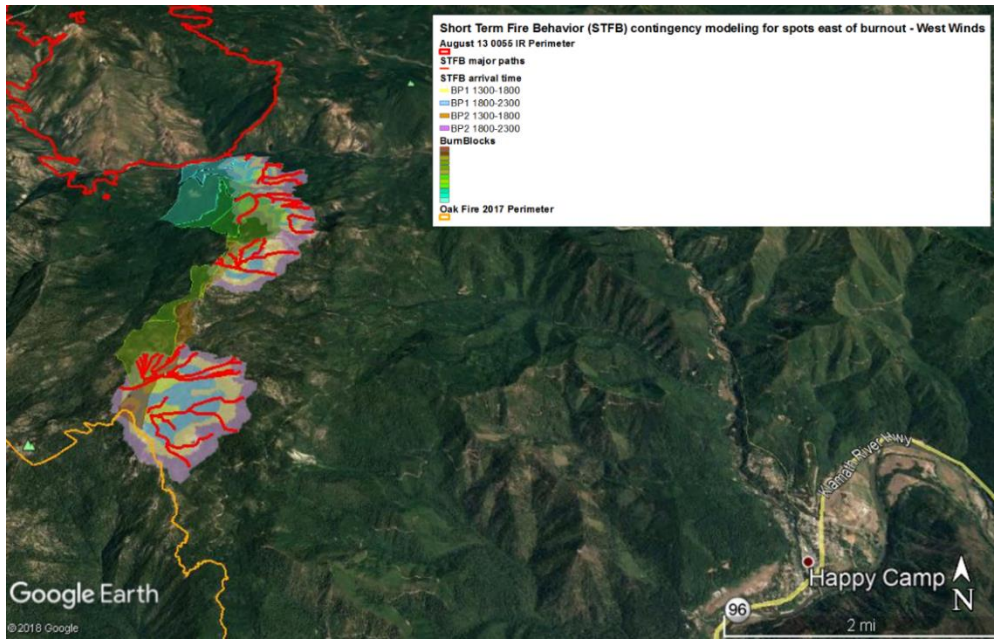 Short Term Fire Behavior (STFB) contingency modeling for spots east of burnout - West Winds
August 13 0055 IR Perimeter
STFB major paths
STFB arrival time
BP1 1300-1800
BP1 1800-2300
BP2 1300-1800
BP2 1800-2300
BurnBlocks
Oak Fire 2017 Perimeter
Klamath River Hwy
Happy Camp
96
N
2 mi
Google Earth
© 2018 Google